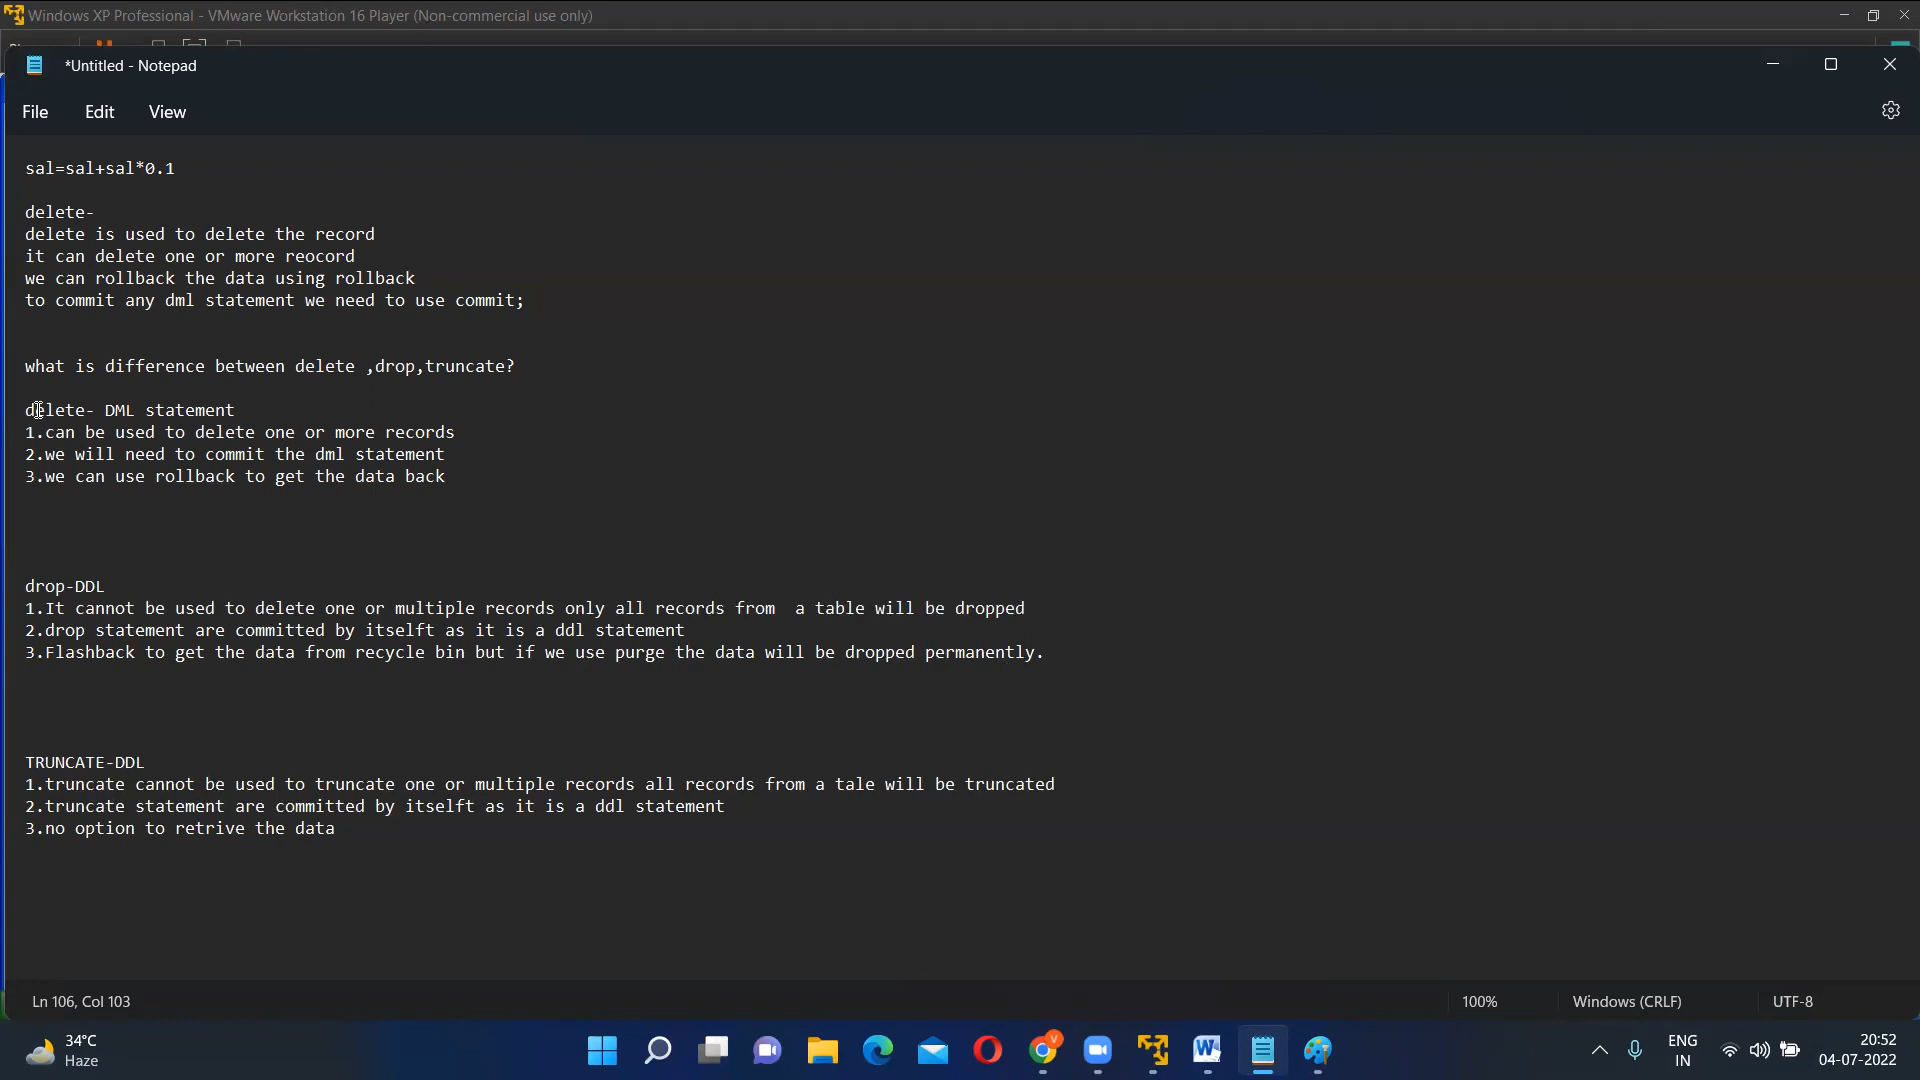 Windows XP Professional - VMware Workstation 16 Player (Non-commercial use only)
*Untitled - Notepad
File Edit View
sal=sal+sal*0.1
delete-
delete is used to delete the record
it can delete one or more reocord
we can rollback the data using rollback
to commit any dml statement we need to use commit;
what is difference between delete ,drop,truncate?
delete- DML statement
1.can be used to delete one or more records
2.we will need to commit the dml statement
3.we can use rollback to get the data back
drop-DDL
1.It cannot be used to delete one or multiple records only all records from  a table will be dropped
2.drop statement are committed by itselft as it is a ddl statement
3.Flashback to get the data from recycle bin but if we use purge the data will be dropped permanently.
TRUNCATE-DDL
1.truncate cannot be used to truncate one or multiple records all records from a tale will be truncated
2.truncate statement are committed by itselft as it is a ddl statement
3.no option to retrive the data
Ln 106, Col 103
100%
Windows (CRLF)
UTF-8
34°C
Haze
V
W
ENG
IN
20:52
04-07-2022